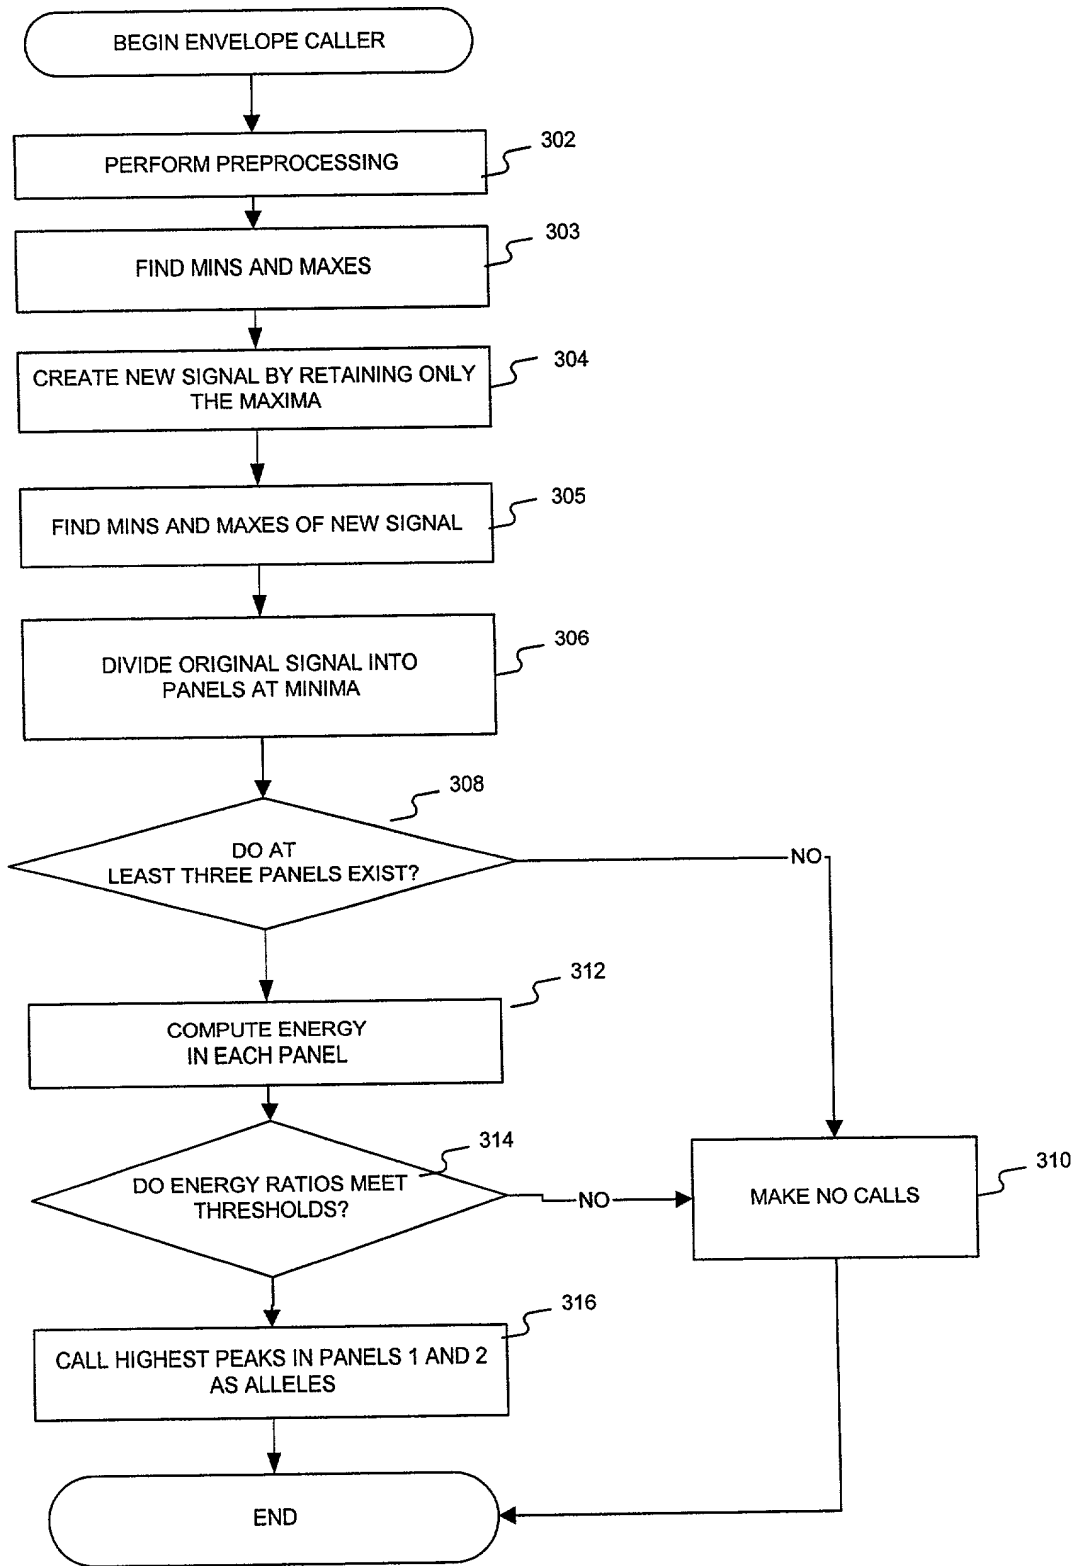 BEGIN ENVELOPE CALLER
302
PERFORM PREPROCESSING
303
FIND MINS AND MAXES
304
CREATE NEW SIGNAL BY RETAINING ONLY
THE MAXIMA
305
FIND MINS AND MAXES OF NEW SIGNAL
306
DIVIDE ORIGINAL SIGNAL INTO
PANELS AT MINIMA
308
DO AT
LEAST THREE PANELS EXIST?
NO
312
COMPUTE ENERGY
IN EACH PANEL
314
DO ENERGY RATIOS MEET
THRESHOLDS?
NO
310
MAKE NO CALLS
316
CALL HIGHEST PEAKS IN PANELS 1 AND 2
AS ALLELES
END